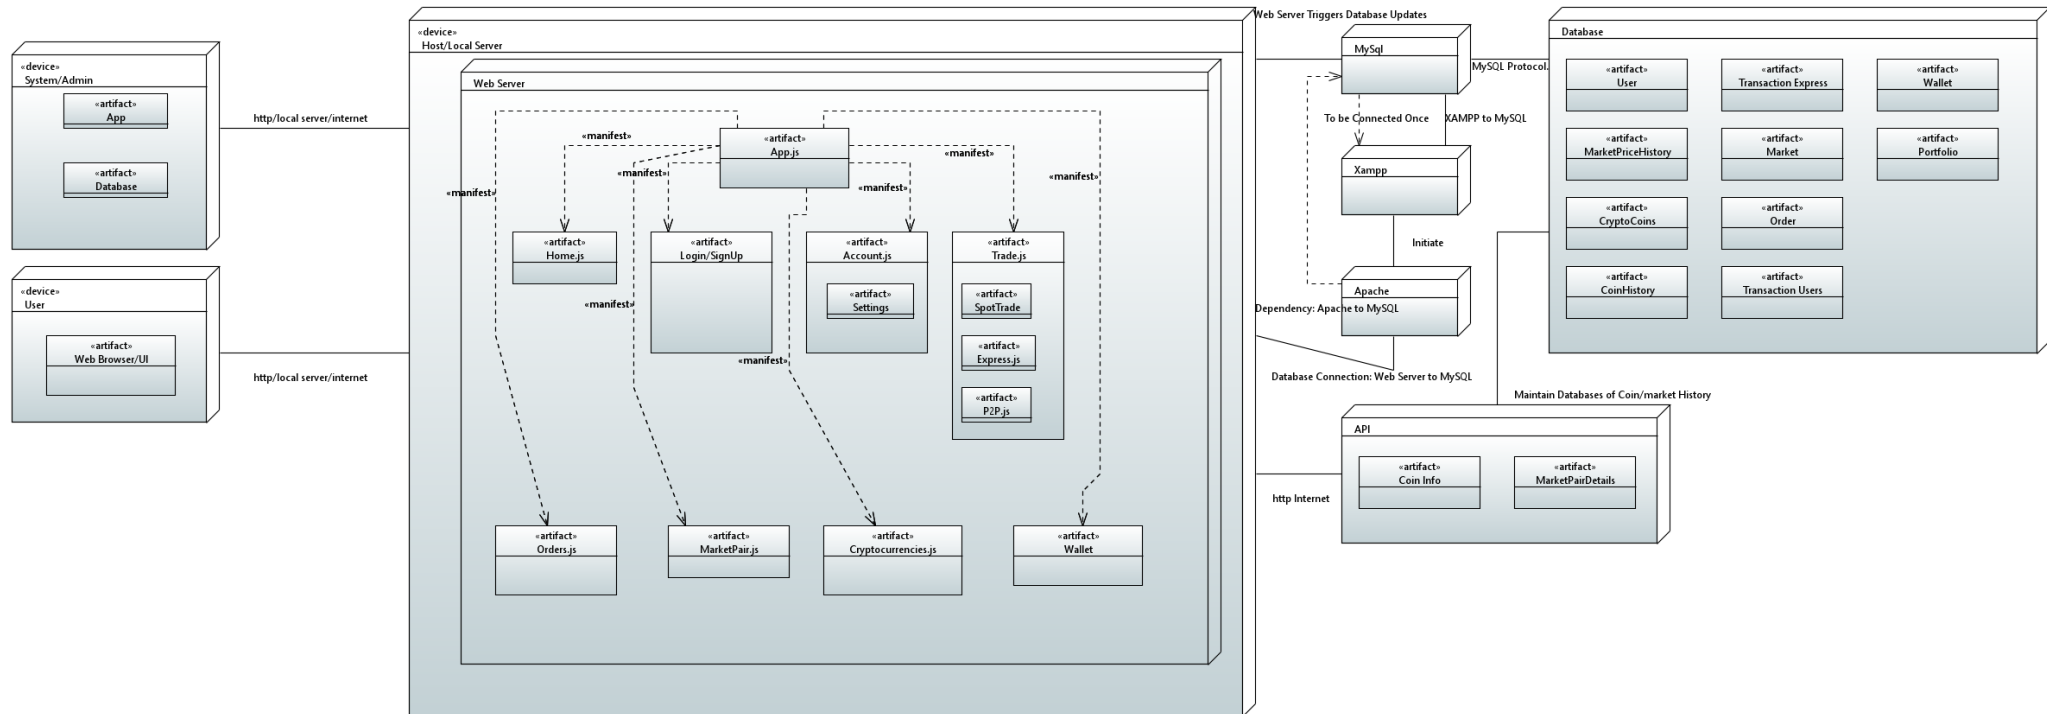 «device»
System/Admin
«artifact»
App
«artifact»
Database
http/local server/internet
«device»
User
«artifact»
Web Browser/UI
http/local server/internet
«device»
Host/Local Server
Web Server
«artifact»
App.js
«manifest»
«manifest»
«manifest»
«manifest»
«manifest»
«manifest»
«manifest»
«manifest»
«artifact»
Home.js
«artifact»
Login/SignUp
«artifact»
Account.js
«artifact»
Settings
«artifact»
Trade.js
«artifact»
SpotTrade
«artifact»
Express.js
«artifact»
P2P.js
«artifact»
Orders.js
«artifact»
MarketPair.js
«artifact»
Cryptocurrencies.js
«artifact»
Wallet
Web Server Triggers Database Updates
MySql
MySQL Protocol.
To be Connected Once
XAMPP to MySQL
Xampp
Initiate
Apache
Dependency: Apache to MySQL
Database Connection: Web Server to MySQL
Database
«artifact»
User
«artifact»
Transaction Express
«artifact»
Wallet
«artifact»
MarketPriceHistory
«artifact»
Market
«artifact»
Portfolio
«artifact»
CryptoCoins
«artifact»
Order
«artifact»
CoinHistory
«artifact»
Transaction Users
Maintain Databases of Coin/market History
API
«artifact»
Coin Info
«artifact»
MarketPairDetails
http Internet